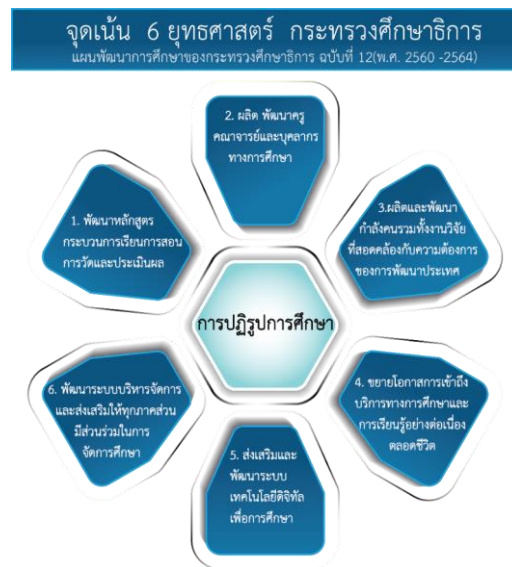 จุดเน้น 6 ยุทธศาสตร์ กระทรวงศึกษาธิการ
แผนพัฒนาการศึกษาของกระทรวงศึกษาธิการ ฉบับที่ 12(พ.ศ. 2560 -2564)
1. พัฒนาหลักสูตร
กระบวนการเรียนการสอน
การวัดและประเมินผล
2. ผลิต พัฒนาครู
คณาจารย์และบุคลากร
ทางการศึกษา
3.ผลิตและพัฒนา
กำลังคนรวมทั้งงานวิจัย
ที่สอดคล้องกับความต้องการ
ของการพัฒนาประเทศ
การปฏิรูปการศึกษา
4. ขยายโอกาสการเข้าถึง
บริการทางการศึกษาและ
การเรียนรู้อย่างต่อเนื่อง
ตลอดชีวิต
5. ส่งเสริมและ
พัฒนาระบบ
เทคโนโลยีดิจิทัล
เพื่อการศึกษา
6. พัฒนาระบบบริหารจัดการ
และส่งเสริมให้ทุกภาคส่วน
มีส่วนร่วมในการ
จัดการศึกษา